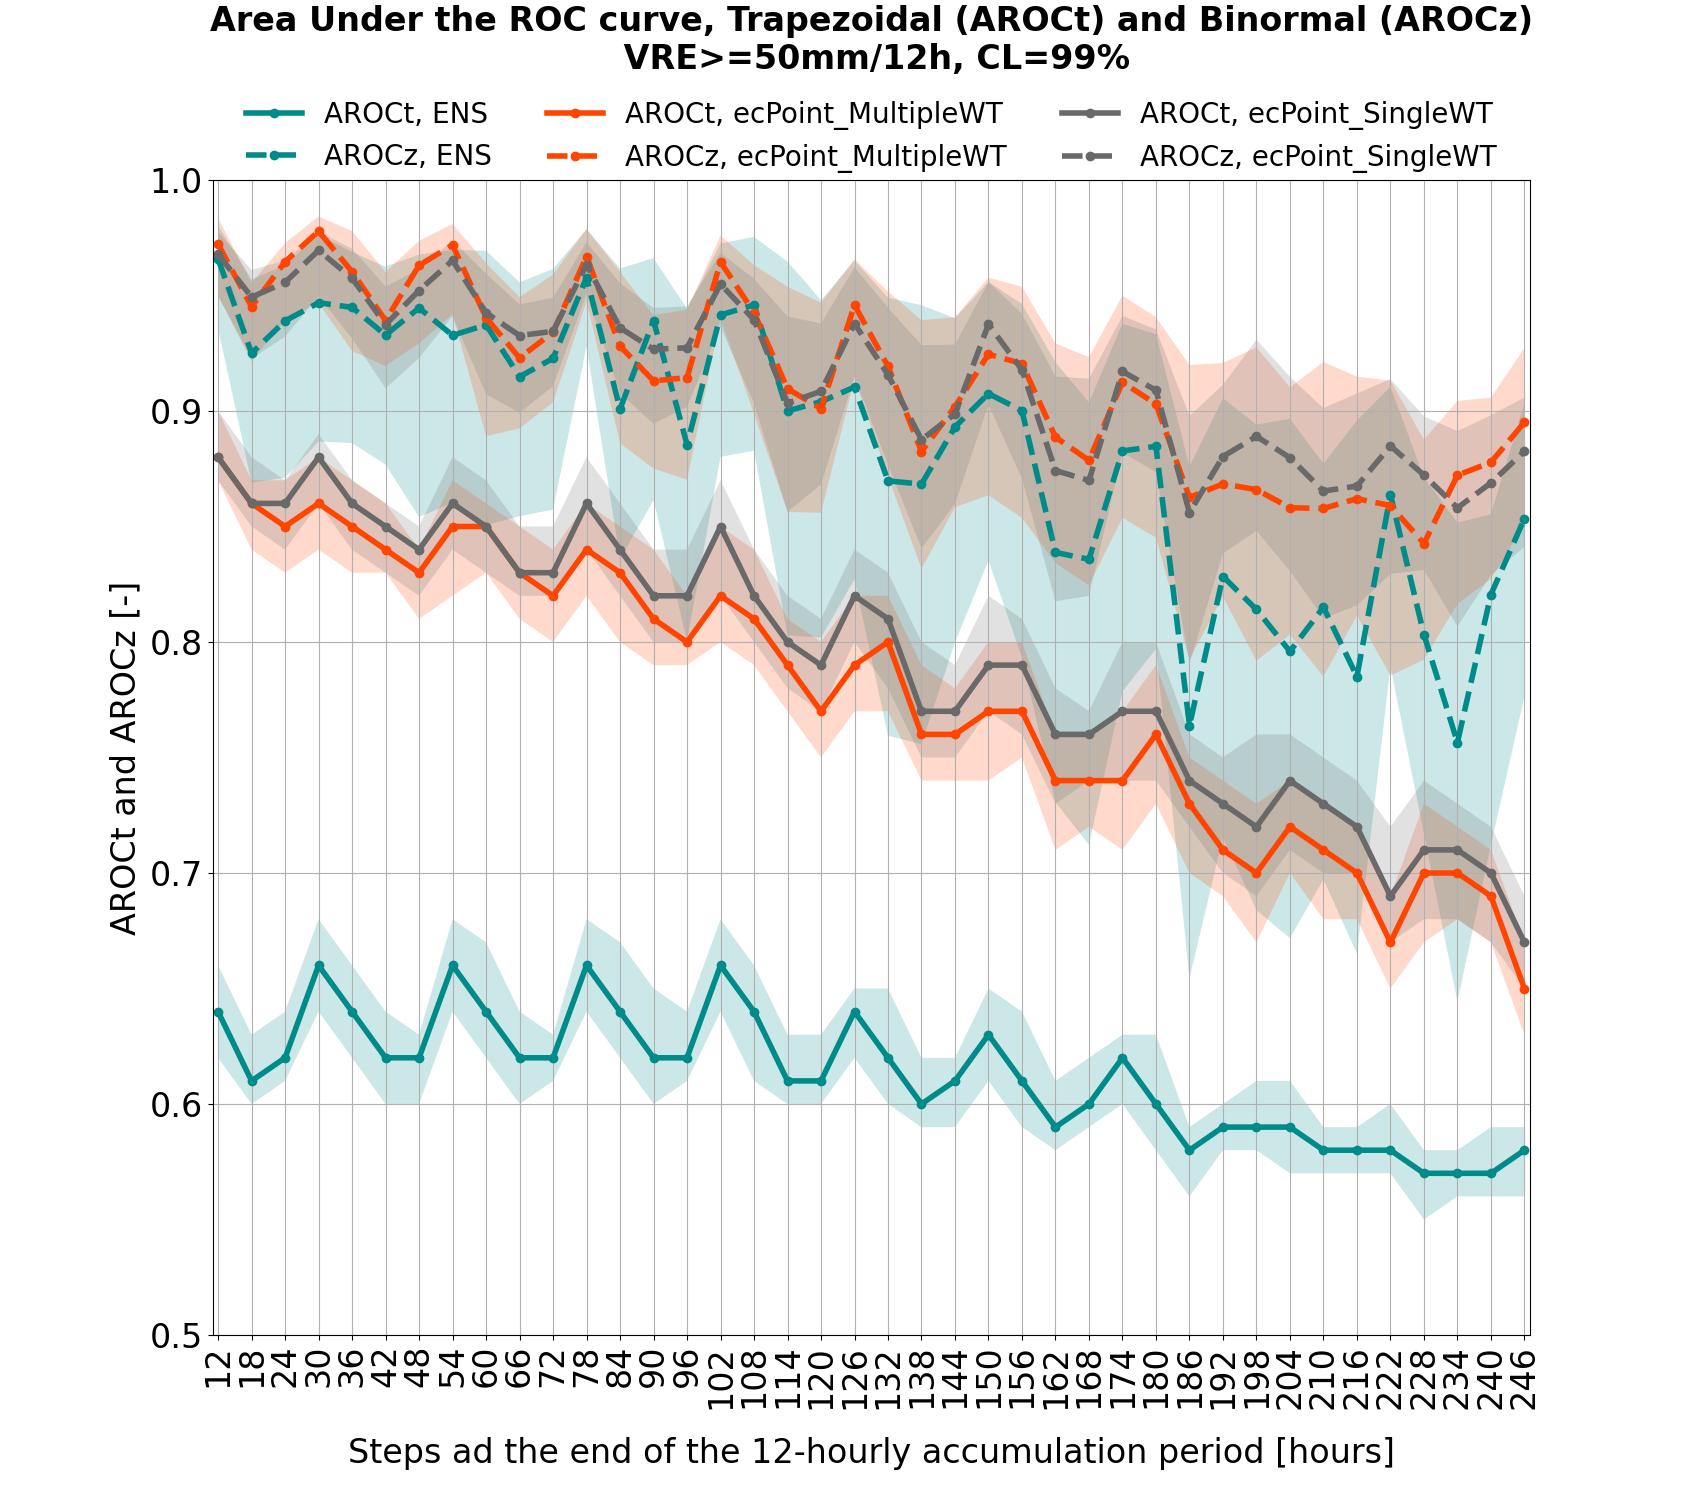 Area Under the ROC curve, Trapezoidal (AROCt) and Binormal (AROCz)
VRE>=50mm/12h, CL=99%
AROCt, ENS AROCt, ecPoint_MultipleWT AROCt, ecPoint_SingleWT
AROCz, ENS AROCz, ecPoint_MultipleWT AROCz, ecPoint_SingleWT
AROCt and AROCz [-]
1.0
0.9
0.8
0.7
0.6
0.5
12 18 24 30 36 42 48 54 60 66 72 78 84 90 96 102 108 114 120 126 132 138 144 150 156 162 168 174 180 186 192 198 204 210 216 222 228 234 240 246
Steps ad the end of the 12-hourly accumulation period [hours]